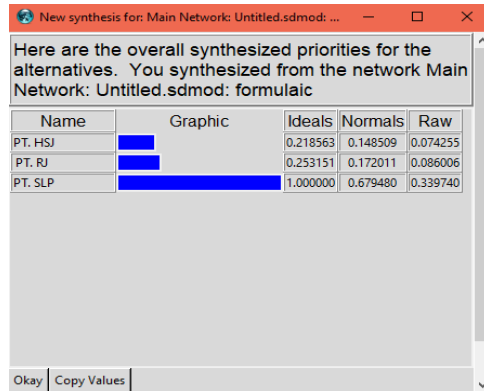 New synthesis for: Main Network: Untitled.sdmod: ...
Here are the overall synthesized priorities for the
alternatives. You synthesized from the network Main
Network: Untitled.sdmod: formulaic
Name Graphic Ideals Normals Raw
PT. HSJ 0.218563 0.148509 0.074255
PT. RJ 0.253151 0.172011 0.086006
PT. SLP 1.000000 0.679480 0.339740
Okay Copy Values